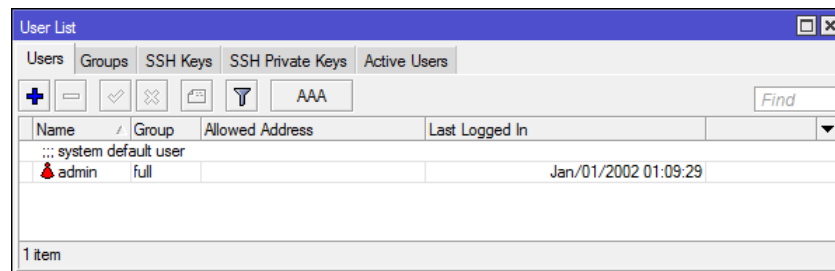 User List
Users Groups SSH Keys SSH Private Keys Active Users
AAA Find
Name Group Allowed Address Last Logged In
;;; system default user
admin full Jan/01/2002 01:09:29
1 item